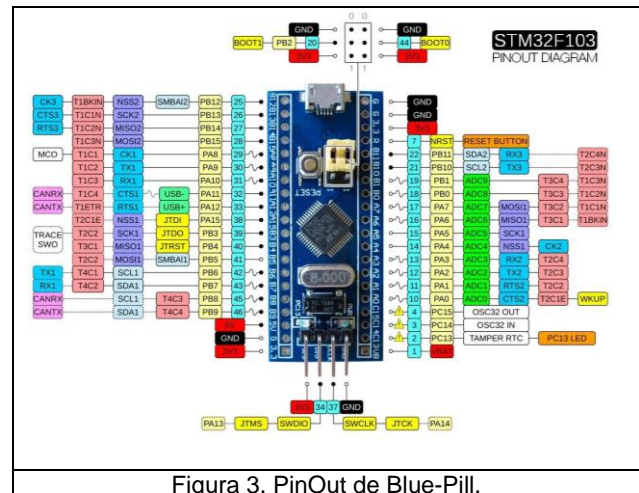 0 0
GND GND
BOOT1 PB2 20 44 BOOT0
3V3 3V3
1 1
STM32F103
PINOUT DIAGRAM
CK3 T1BKIN NSS2 SMBAI2 PB12 25
CTS3 T1C1N SCK2 PB13 26
RTS3 T1C2N MISO2 PB14 27
T1C3N MOSI2 PB15 28
MCO T1C1 CK1 PA8 29
T1C2 TX1 PA9 30
T1C3 RX1 PA10 31
CANRX T1C4 CTS1 USB- PA11 32
CANTX T1ETR RTS1 USB+ PA12 33
T2C1E NSS1 JTDI PA15 38
TRACE SWO T2C2 SCK1 JTDO PB3 39
T3C1 MISO1 JTRST PB4 40
T2C2 MOSI1 SMBAI1 PB5 41
TX1 T4C1 SCL1 PB6 42
RX1 T4C2 SDA1 PB7 43
CANRX SCL1 T4C3 PB8 45
CANTX SDA1 T4C4 PB9 46
5V
GND
3V3
RESET
8.000
GND
GND
3V3
7 NRST RESET BUTTON
22 PB11 SDA2 RX3 T2C4N
21 PB10 SCL2 TX3 T2C3N
19 PB1 ADC9 T3C4 T1C3N
18 PB0 ADC8 T3C3 T1C2N
17 PA7 ADC7 MOSI1 T3C2 T1C1N
16 PA6 ADC6 MISO1 T3C1 T1BKIN
15 PA5 ADC5 SCK1
14 PA4 ADC4 NSS1 CK2
13 PA3 ADC3 RX2 T2C4
12 PA2 ADC2 TX2 T2C3
11 PA1 ADC1 RTS2 T2C2
10 PA0 ADC0 CTS2 T2C1E WKUP
4 PC15 OSC32 OUT
3 PC14 OSC32 IN
2 PC13 TAMPER RTC PC13 LED
1 VBAT
3V3 34 37 GND
PA13 JTMS SWDIO SWCLK JTCK PA14
Figura 3. PinOut de Blue-Pill.